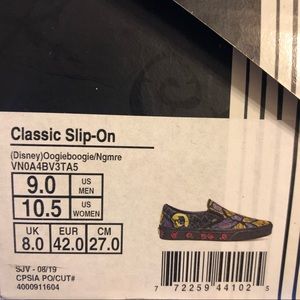 Classic Slip-On
(Disney)Oogieboogie/Ngmre
VN0A4BV3TA5
9.0 US MEN
10.5 US WOMEN
UK EUR CM
8.0 42.0 27.0
SJV - 08/19
CPSIA PO/CUT#
4000911604
7 72259 44102 5